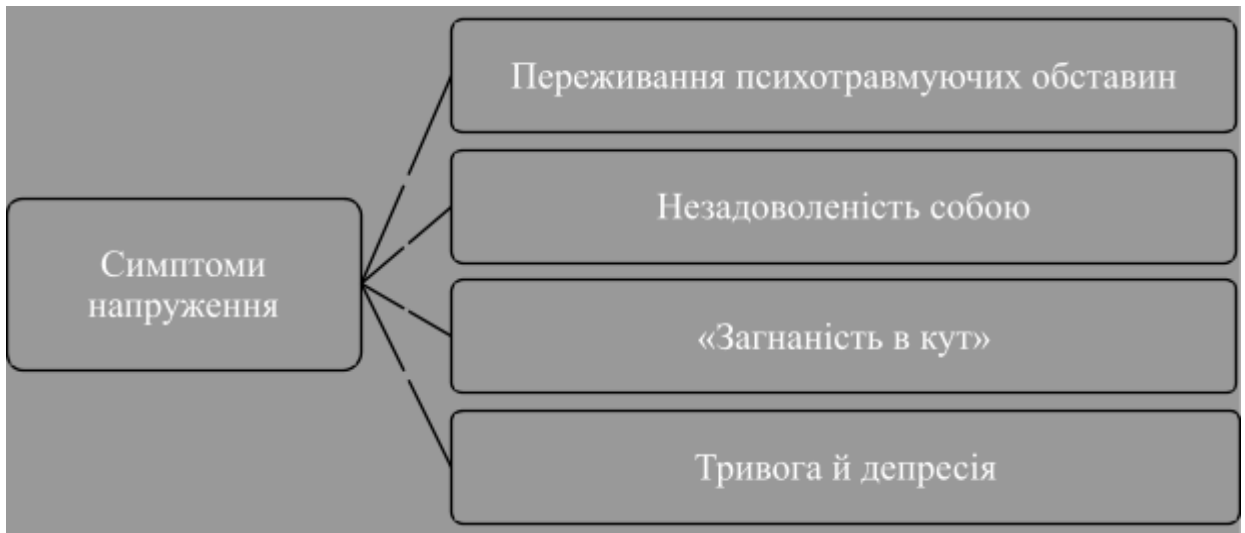 Переживання психотравмуючих обставин
Незадоволеність собою
Симптоми
напруження
«Загнаність в кут»
Тривога й депресія